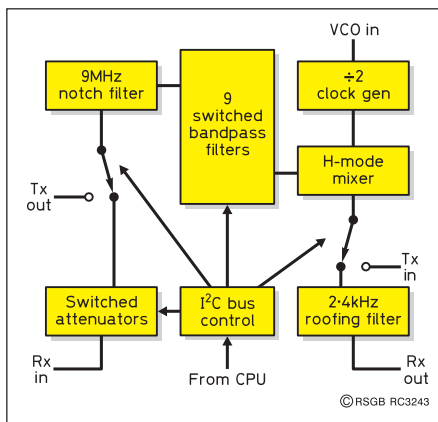 VCO in
9MHz
notch filter
9
switched
bandpass
filters
÷2
clock gen
H-mode
mixer
Tx
out
Tx
in
Switched
attenuators
I²C bus
control
2·4kHz
roofing filter
Rx
in
From CPU
Rx
out
©RSGB RC3243